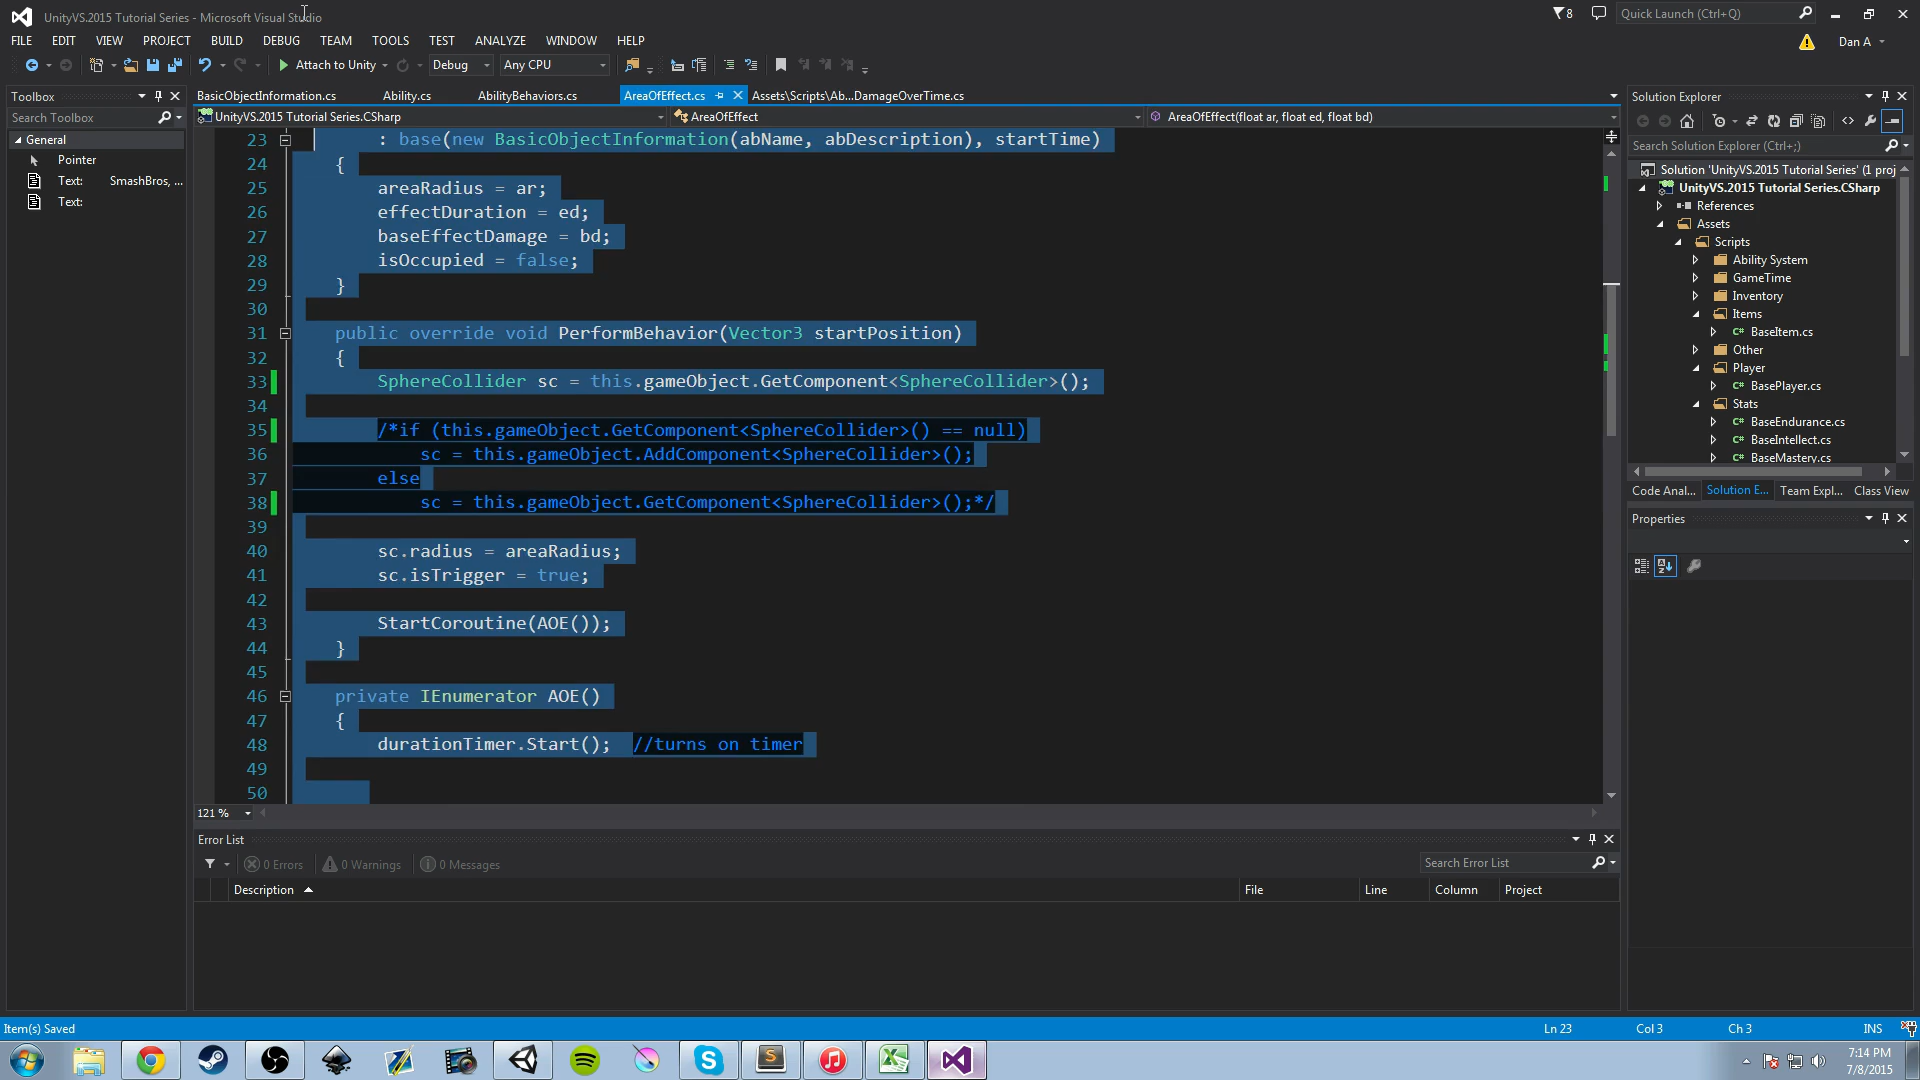 UnityVS.2015 Tutorial Series - Microsoft Visual Studio
8
Quick Launch (Ctrl+Q)
FILE EDIT VIEW PROJECT BUILD DEBUG TEAM TOOLS TEST ANALYZE WINDOW HELP
Dan A
Attach to Unity
Debug
Any CPU
Toolbox
Search Toolbox
General
Pointer
Text: SmashBros, ...
Text:
BasicObjectInformation.cs
Ability.cs
AbilityBehaviors.cs
AreaOfEffect.cs
Assets\Scripts\Ab...DamageOverTime.cs
UnityVS.2015 Tutorial Series.CSharp
AreaOfEffect
AreaOfEffect(float ar, float ed, float bd)
23 : base(new BasicObjectInformation(abName, abDescription), startTime)
24 {
25 areaRadius = ar;
26 effectDuration = ed;
27 baseEffectDamage = bd;
28 isOccupied = false;
29 }
30
31 public override void PerformBehavior(Vector3 startPosition)
32 {
33 SphereCollider sc = this.gameObject.GetComponent<SphereCollider>();
34
35 /*if (this.gameObject.GetComponent<SphereCollider>() == null)
36 sc = this.gameObject.AddComponent<SphereCollider>();
37 else
38 sc = this.gameObject.GetComponent<SphereCollider>();*/
39
40 sc.radius = areaRadius;
41 sc.isTrigger = true;
42
43 StartCoroutine(AOE());
44 }
45
46 private IEnumerator AOE()
47 {
48 durationTimer.Start(); //turns on timer
49
50
121 %
Error List
0 Errors
0 Warnings
0 Messages
Search Error List
Description
File
Line
Column
Project
Solution Explorer
Search Solution Explorer (Ctrl+;)
Solution 'UnityVS.2015 Tutorial Series' (1 proj
UnityVS.2015 Tutorial Series.CSharp
References
Assets
Scripts
Ability System
GameTime
Inventory
Items
C# BaseItem.cs
Other
Player
C# BasePlayer.cs
Stats
C# BaseEndurance.cs
C# BaseIntellect.cs
C# BaseMastery.cs
Code Anal...
Solution E...
Team Expl...
Class View
Properties
Item(s) Saved
Ln 23
Col 3
Ch 3
INS
7:14 PM
7/8/2015